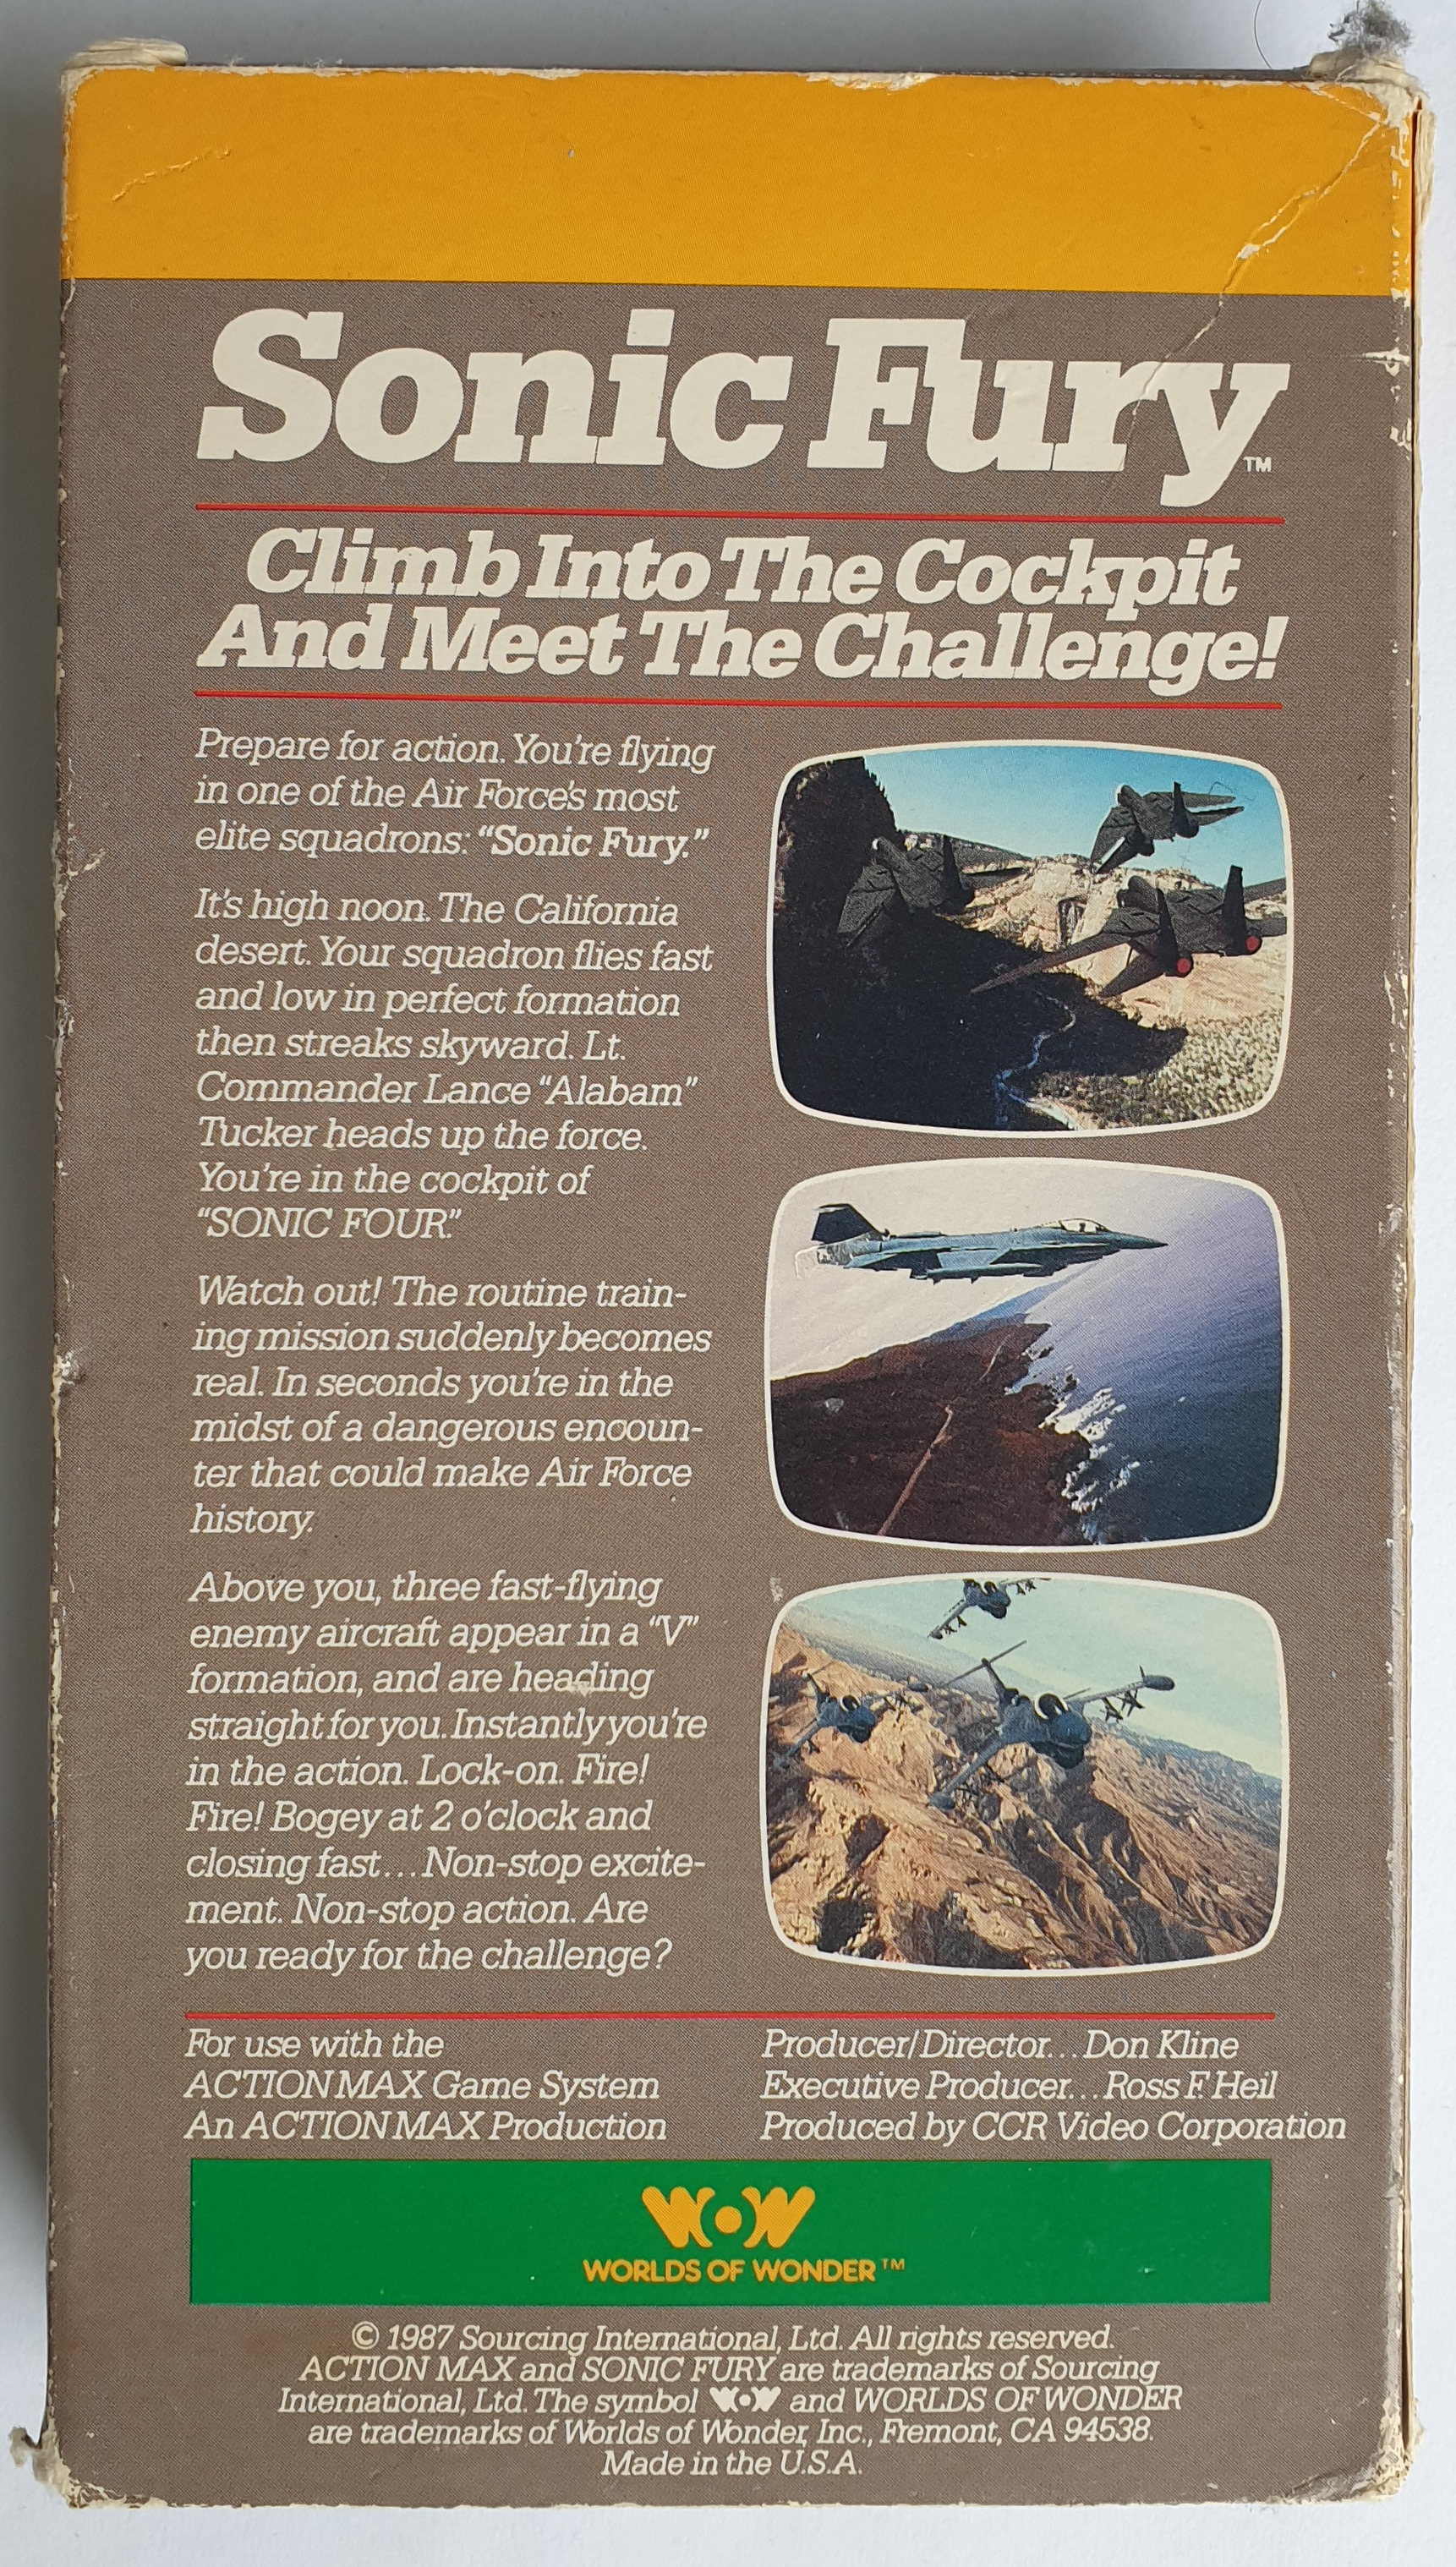 Sonic Fury™
Climb Into The Cockpit
And Meet The Challenge!
Prepare for action. You're flying
in one of the Air Force's most
elite squadrons: “Sonic Fury.”
It's high noon. The California
desert. Your squadron flies fast
and low in perfect formation
then streaks skyward. Lt.
Commander Lance “Alabam”
Tucker heads up the force.
You're in the cockpit of
“SONIC FOUR.”
Watch out! The routine train-
ing mission suddenly becomes
real. In seconds you're in the
midst of a dangerous encoun-
ter that could make Air Force
history.
Above you, three fast-flying
enemy aircraft appear in a “V”
formation, and are heading
straight for you. Instantly you're
in the action. Lock-on. Fire!
Fire! Bogey at 2 o'clock and
closing fast...Non-stop excite-
ment. Non-stop action. Are
you ready for the challenge?
For use with the
ACTION MAX Game System
An ACTION MAX Production
Producer/Director...Don Kline
Executive Producer...Ross F. Heil
Produced by CCR Video Corporation
WOW
WORLDS OF WONDER™
© 1987 Sourcing International, Ltd. All rights reserved.
ACTION MAX and SONIC FURY are trademarks of Sourcing
International, Ltd. The symbol WOW and WORLDS OF WONDER
are trademarks of Worlds of Wonder, Inc., Fremont, CA 94538.
Made in the U.S.A.